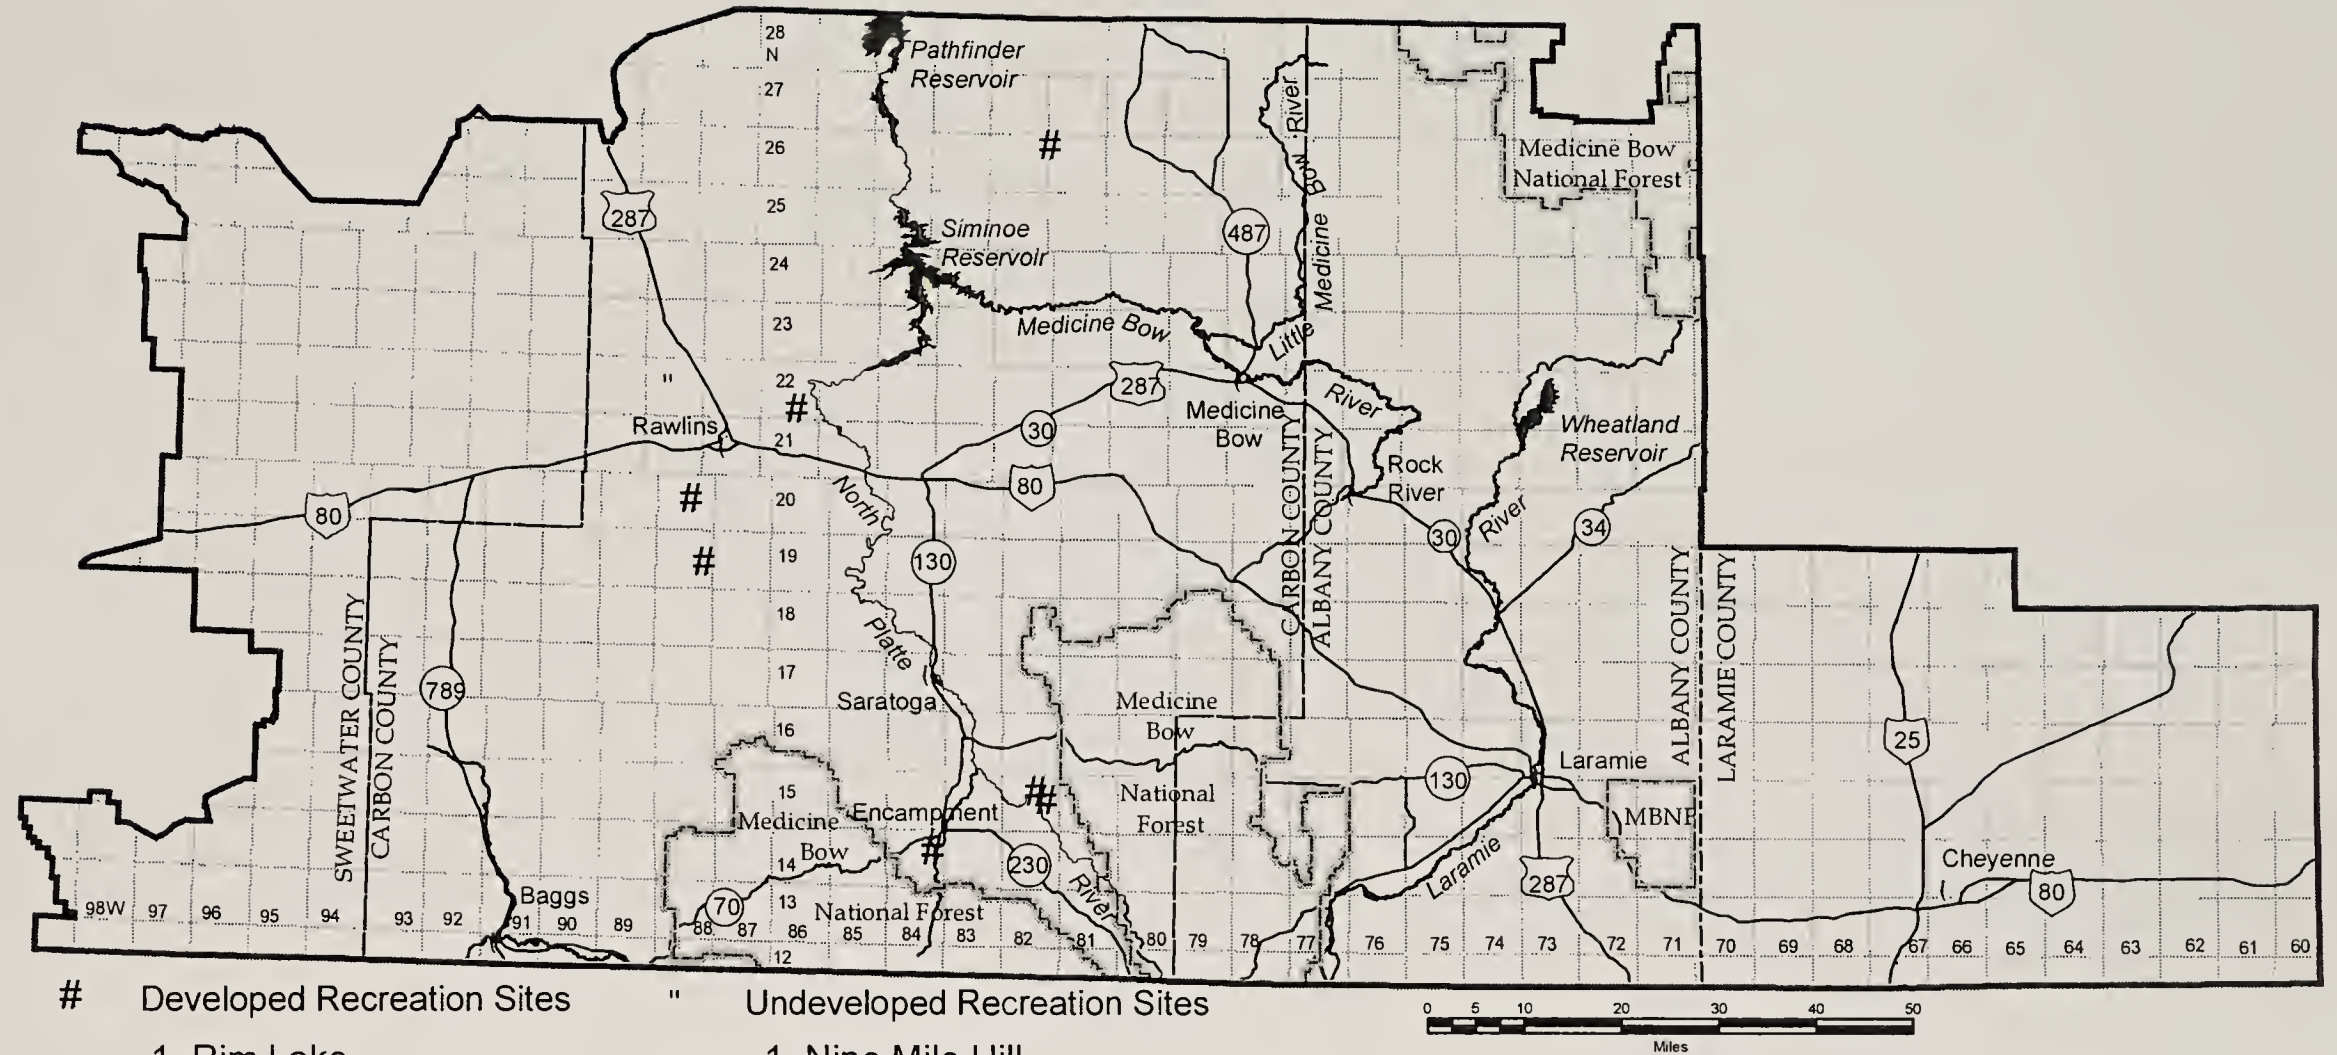 28
N
Pathfinder
Reservoir
27
#
26
Medicine Bow
National Forest
River
Bow
Medicine
25
287
Siminoe
Reservoir
487
24
23
Medicine Bow
Little
"
22
287
#
Medicine
Bow
River
Rawlins
21
30
Wheatland
Reservoir
CARBON COUNTY
ALBANY COUNTY
Rock
River
#
20
North
80
80
River
34
30
19
#
130
18
Platte
SWEETWATER COUNTY
CARBON COUNTY
ALBANY COUNTY
LARAMIE COUNTY
17
789
Saratoga
Medicine
Bow
16
25
Laramie
130
15
##
National
Forest
Encampment
Medicine
Bow
MBNF
#
14
230
Laramie
287
Cheyenne
80
River
Baggs
70
13
National Forest
98W 97 96 95 94 93 92 91 90 89 88 87 86 85 84 83 82 81 80 79 78 77 76 75 74 73 72 71 70 69 68 67 66 65 64 63 62 61 60
12
# Developed Recreation Sites
" Undeveloped Recreation Sites
0 5 10 20 30 40 50
Miles
1 Rim Lake
1 Nine Mile Hill